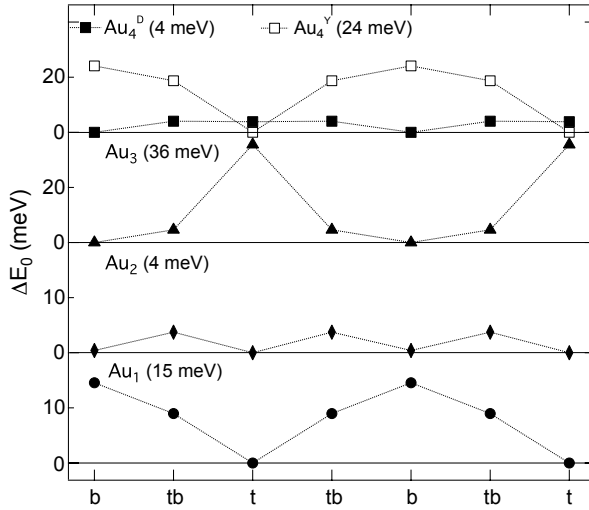 Au₄ᴰ (4 meV) Au₄ʸ (24 meV)
20
0
Au₃ (36 meV)
20
0
Au₂ (4 meV)
10
0
Au₁ (15 meV)
10
0
ΔE₀ (meV)
b tb t tb b tb t